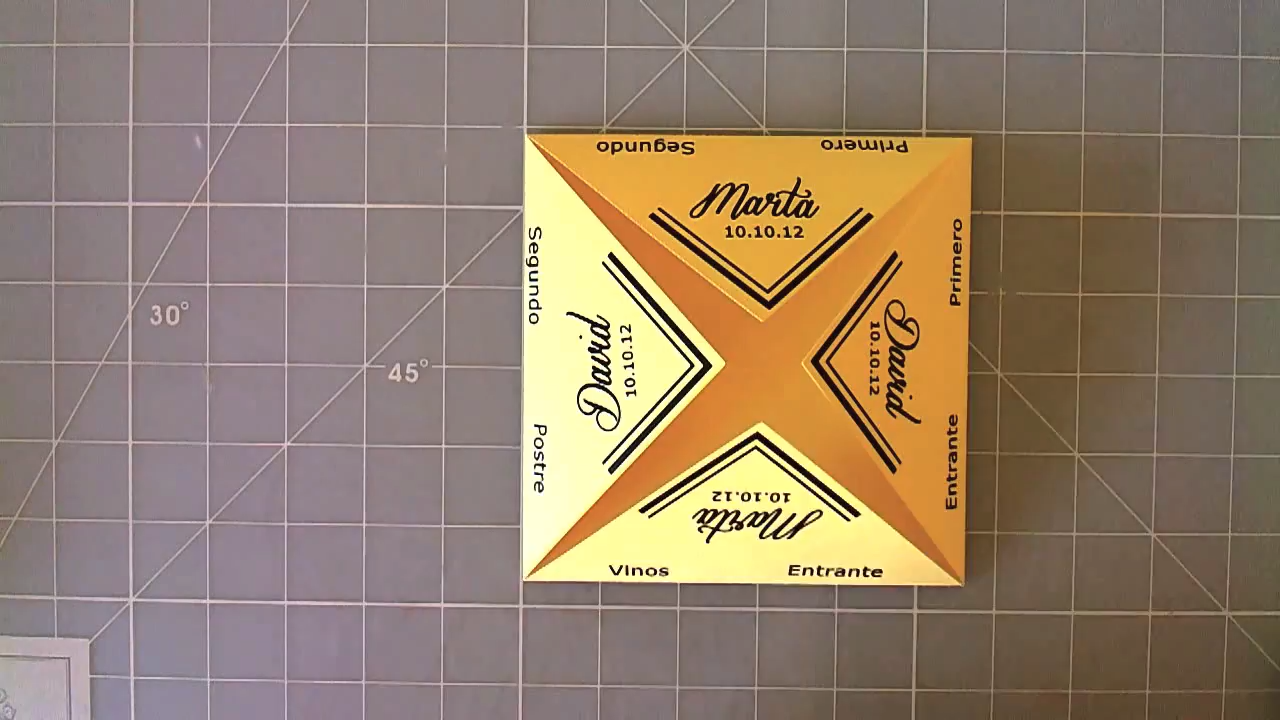 Segundo
Primero
Marta
10.10.12
Segundo
Postre
David
10.10.12
Primero
Entrante
David
10.10.12
Marta
10.10.12
Vinos
Entrante
30°
45°